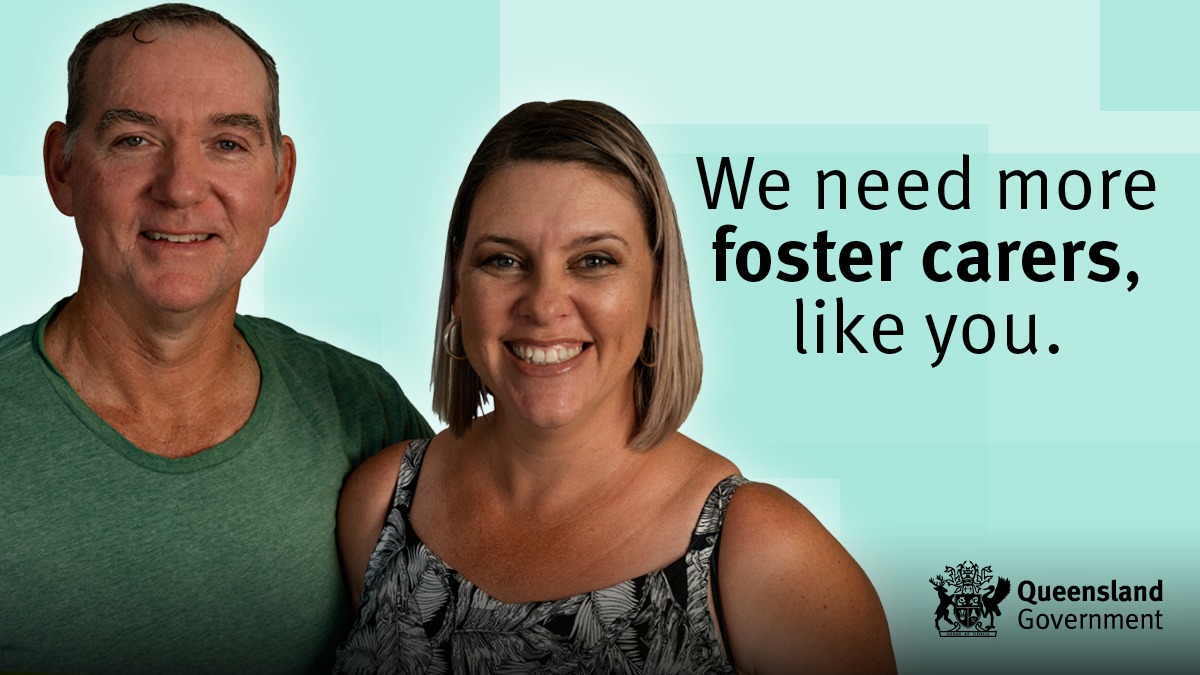 We need more
foster carers,
like you.
Queensland
Government